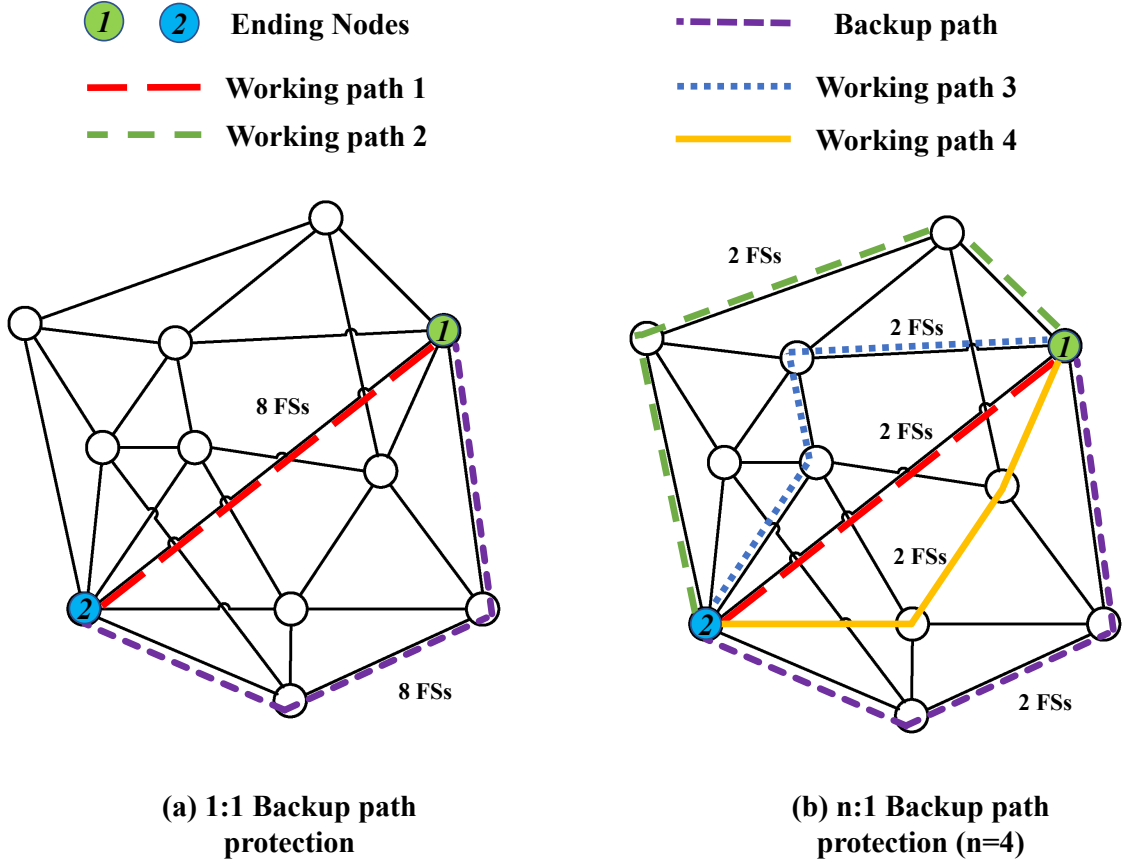 1 2 Ending Nodes
Backup path
Working path 1
Working path 3
Working path 2
Working path 4
1
8 FSs
2
8 FSs
2 FSs
2 FSs
1
2 FSs
2 FSs
2
2 FSs
(a) 1:1 Backup path
protection
(b) n:1 Backup path
protection (n=4)